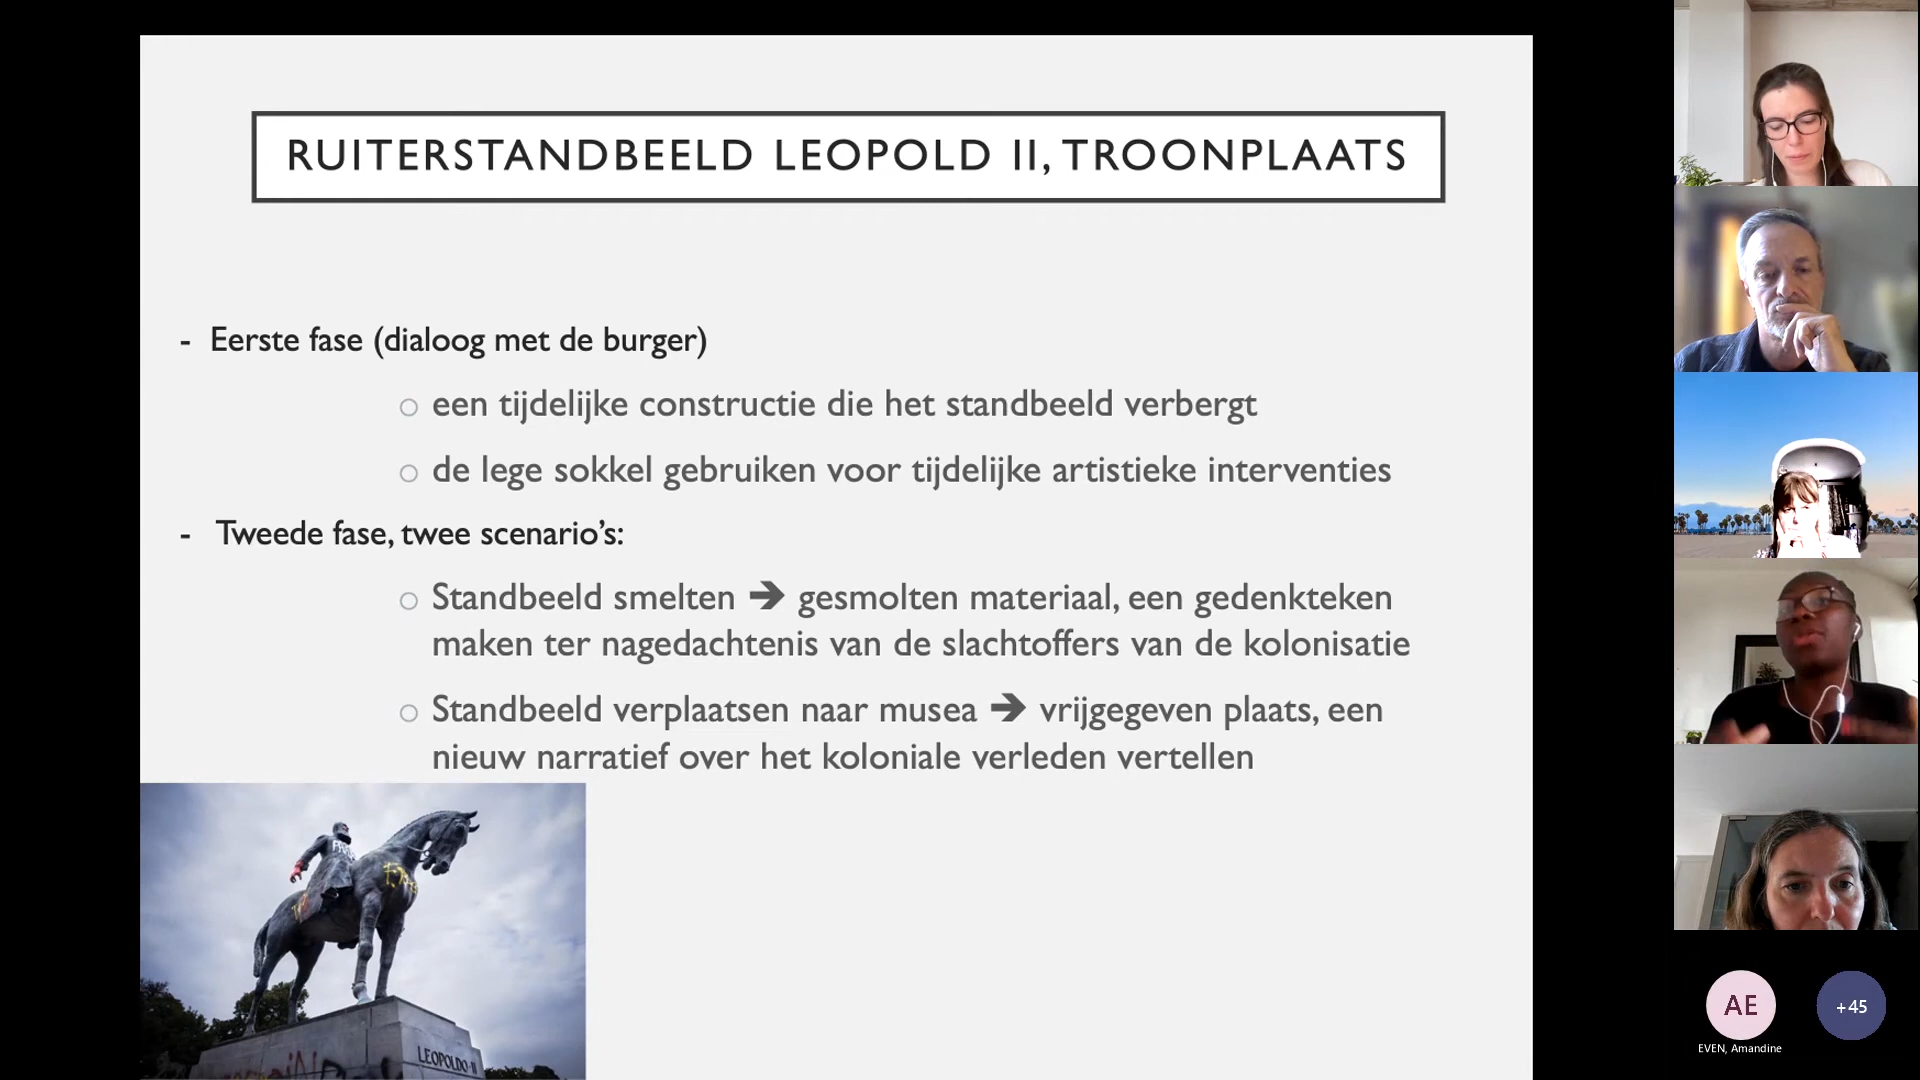 RUITERSTANDBEELD LEOPOLD II, TROONPLAATS
- Eerste fase (dialoog met de burger)
een tijdelijke constructie die het standbeeld verbergt
de lege sokkel gebruiken voor tijdelijke artistieke interventies
- Tweede fase, twee scenario's:
Standbeeld smelten ➔ gesmolten materiaal, een gedenkteken
maken ter nagedachtenis van de slachtoffers van de kolonisatie
Standbeeld verplaatsen naar musea ➔ vrijgegeven plaats, een
nieuw narratief over het koloniale verleden vertellen
LEOPOLDO·II
AE
+45
EVEN, Amandine